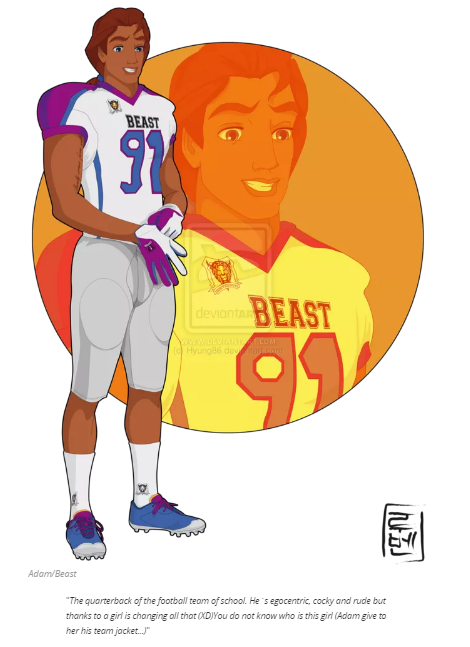 BEAST
91
BEAST
91
deviantART
WWW.DEVIANTART.COM
Adam/Beast
"The quarterback of the football team of school. He´s egocentric, cocky and rude but
thanks to a girl is changing all that (XD)You do not know who is this girl (Adam give to
her his team jacket...)"